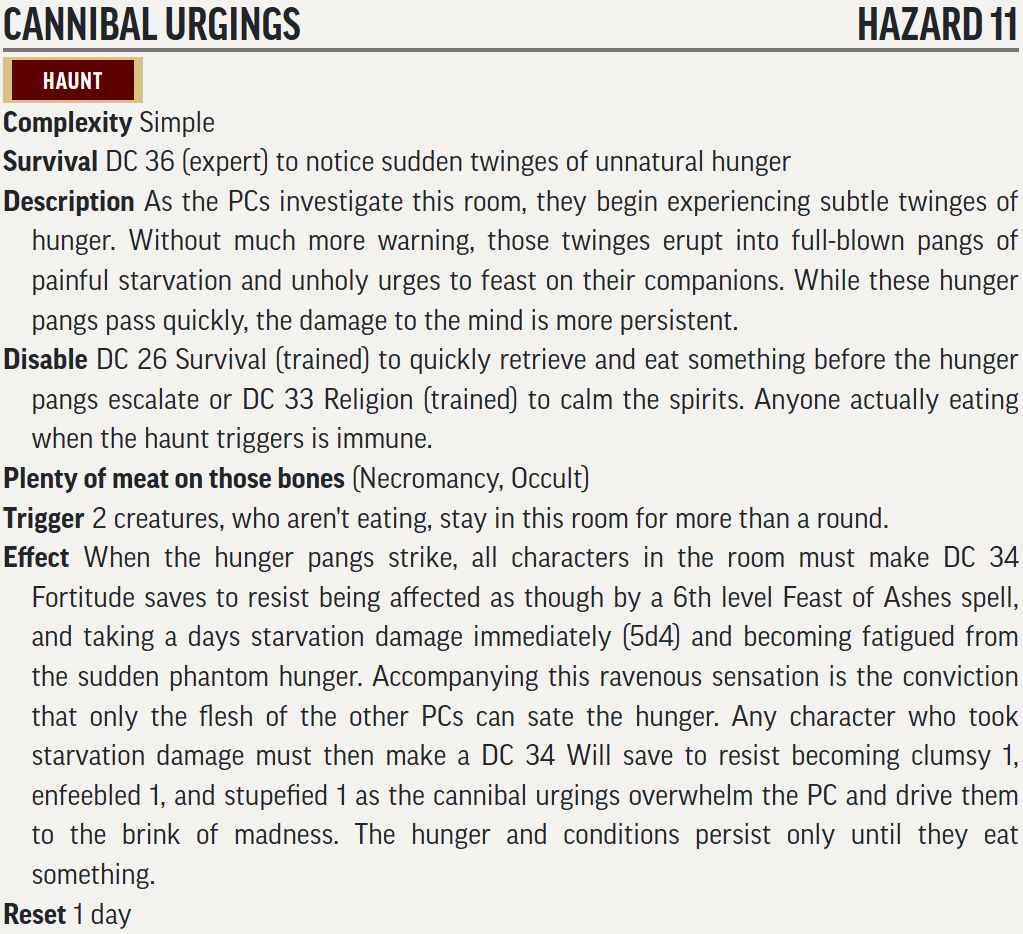 CANNIBAL URGINGS HAZARD 11
HAUNT
Complexity Simple
Survival DC 36 (expert) to notice sudden twinges of unnatural hunger
Description As the PCs investigate this room, they begin experiencing subtle twinges of
hunger. Without much more warning, those twinges erupt into full-blown pangs of
painful starvation and unholy urges to feast on their companions. While these hunger
pangs pass quickly, the damage to the mind is more persistent.
Disable DC 26 Survival (trained) to quickly retrieve and eat something before the hunger
pangs escalate or DC 33 Religion (trained) to calm the spirits. Anyone actually eating
when the haunt triggers is immune.
Plenty of meat on those bones (Necromancy, Occult)
Trigger 2 creatures, who aren't eating, stay in this room for more than a round.
Effect When the hunger pangs strike, all characters in the room must make DC 34
Fortitude saves to resist being affected as though by a 6th level Feast of Ashes spell,
and taking a days starvation damage immediately (5d4) and becoming fatigued from
the sudden phantom hunger. Accompanying this ravenous sensation is the conviction
that only the flesh of the other PCs can sate the hunger. Any character who took
starvation damage must then make a DC 34 Will save to resist becoming clumsy 1,
enfeebled 1, and stupefied 1 as the cannibal urgings overwhelm the PC and drive them
to the brink of madness. The hunger and conditions persist only until they eat
something.
Reset 1 day